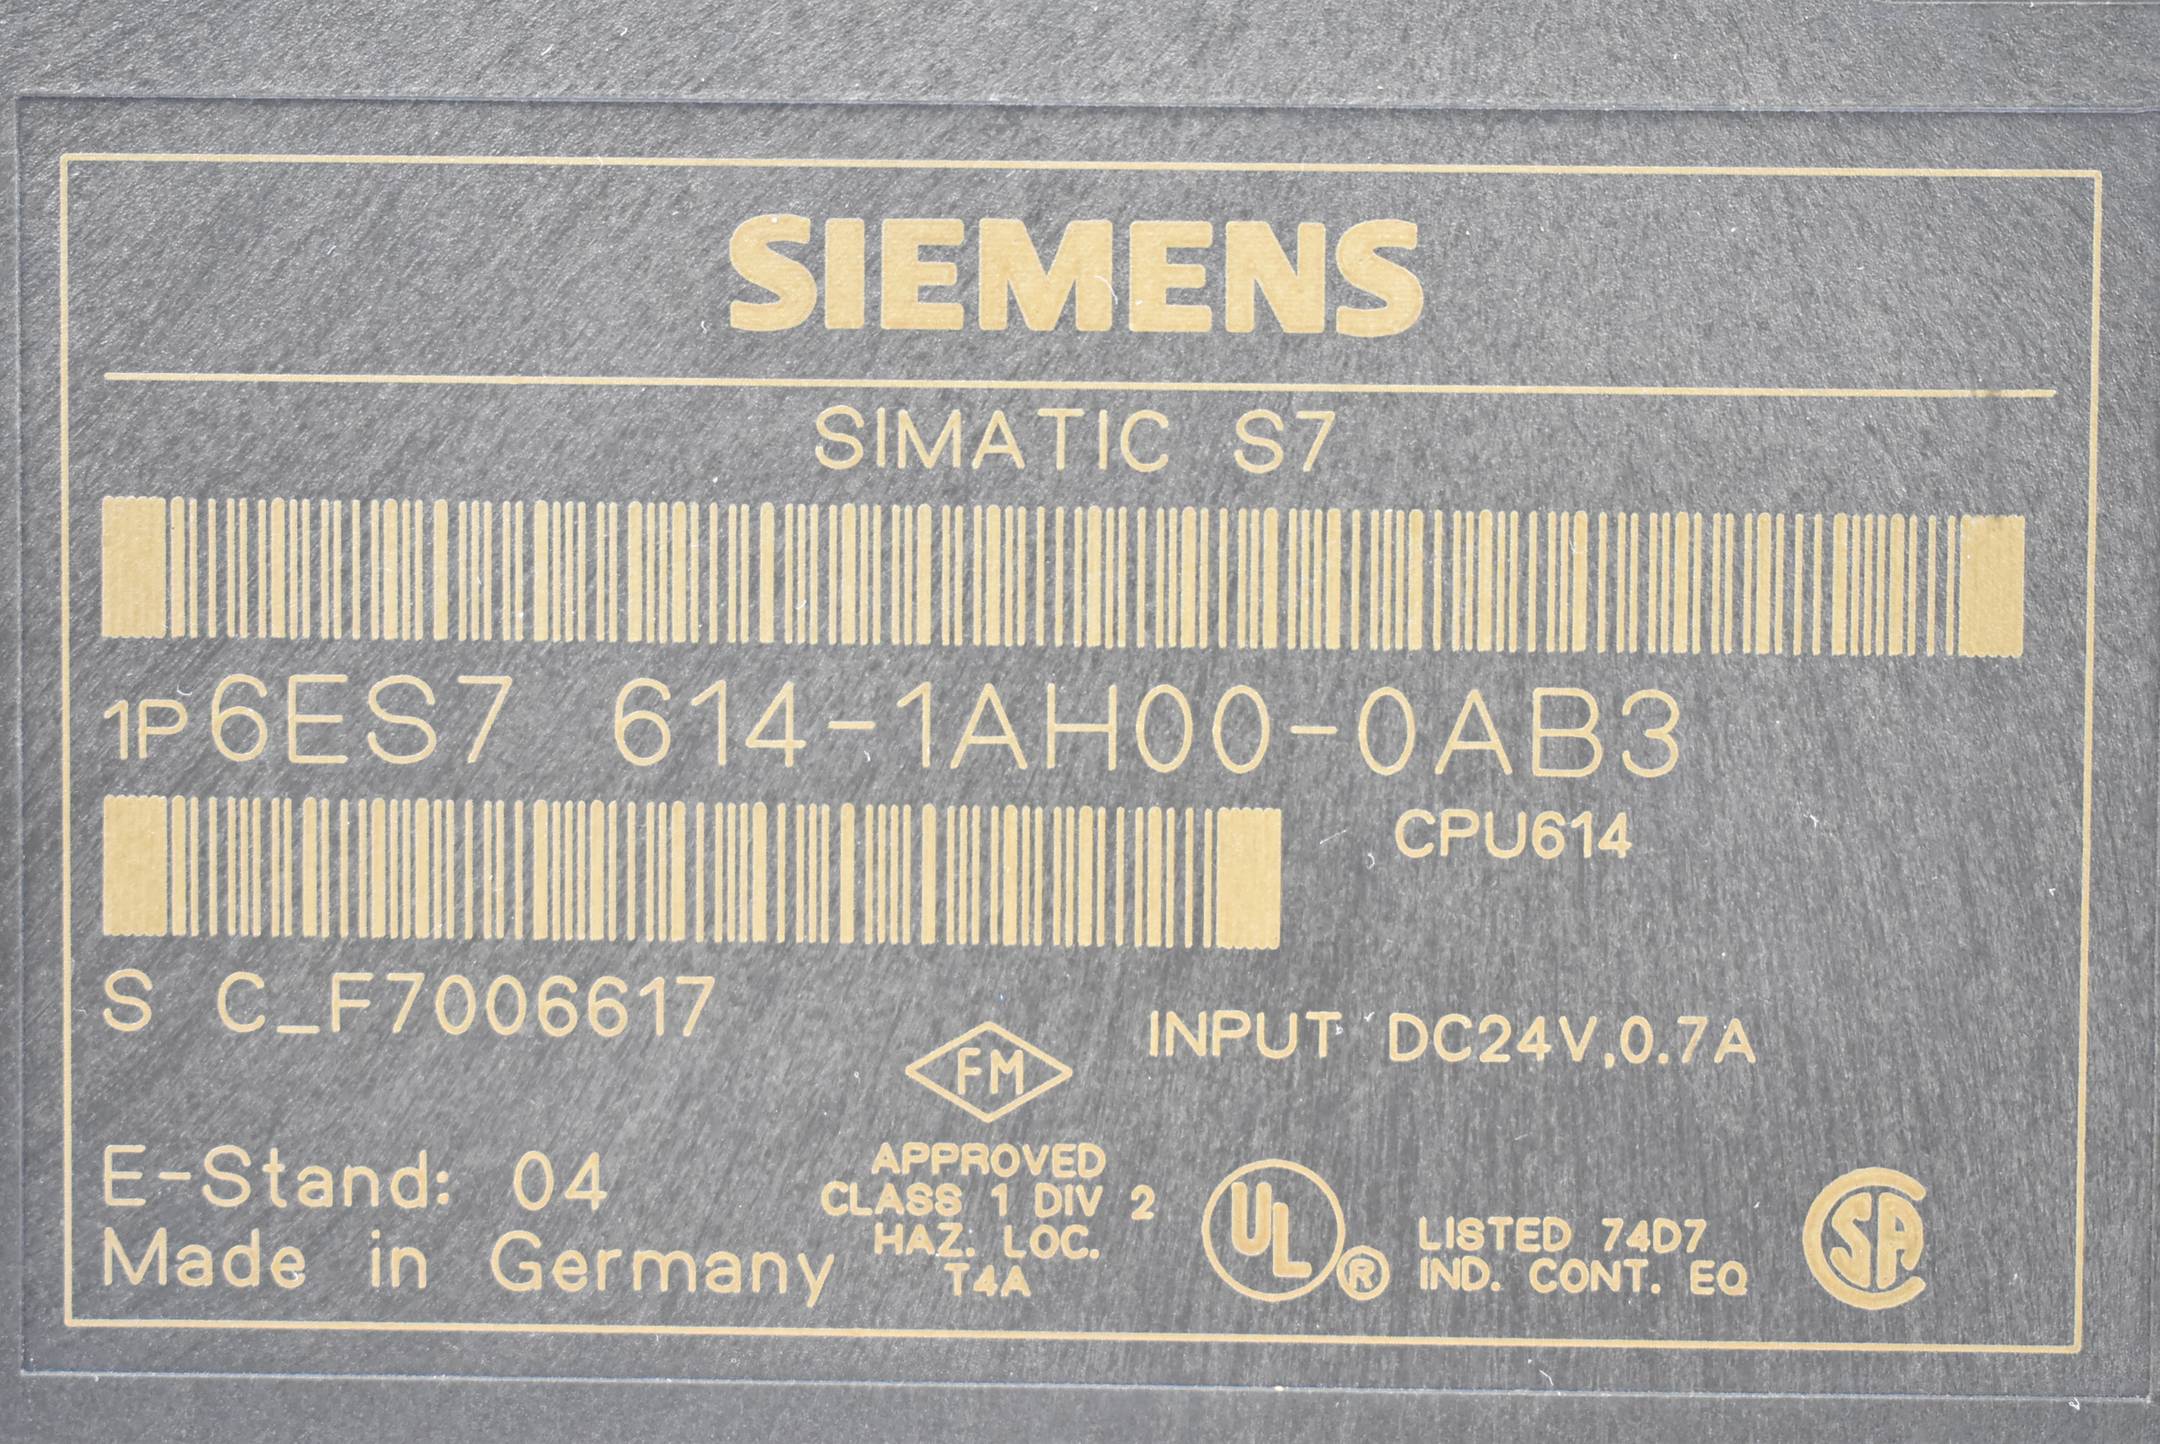 SIEMENS
SIMATIC S7
1P 6ES7 614-1AH00-0AB3
CPU614
S C_F7006617
INPUT DC24V,0.7A
FM
APPROVED
CLASS 1 DIV 2
HAZ. LOC.
T4A
E-Stand: 04
Made in Germany
UL ®
LISTED 74D7
IND. CONT. EQ
SA